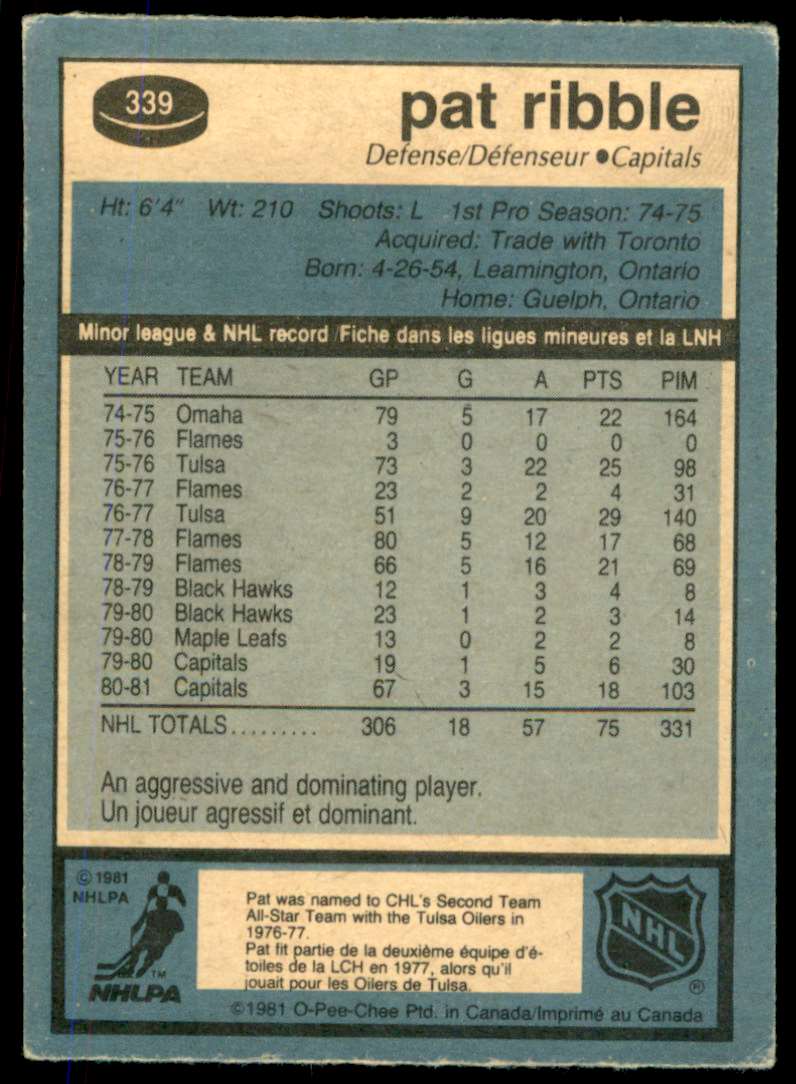 339
pat ribble
Defense/Défenseur ●Capitals
Ht: 6'4" Wt: 210 Shoots: L 1st Pro Season: 74-75
Acquired: Trade with Toronto
Born: 4-26-54, Leamington, Ontario
Home: Guelph, Ontario
Minor league & NHL record /Fiche dans les ligues mineures et la LNH
YEAR TEAM GP G A PTS PIM
74-75 Omaha 79 5 17 22 164
75-76 Flames 3 0 0 0 0
75-76 Tulsa 73 3 22 25 98
76-77 Flames 23 2 2 4 31
76-77 Tulsa 51 9 20 29 140
77-78 Flames 80 5 12 17 68
78-79 Flames 66 5 16 21 69
78-79 Black Hawks 12 1 3 4 8
79-80 Black Hawks 23 1 2 3 14
79-80 Maple Leafs 13 0 2 2 8
79-80 Capitals 19 1 5 6 30
80-81 Capitals 67 3 15 18 103
NHL TOTALS......... 306 18 57 75 331
An aggressive and dominating player.
Un joueur agressif et dominant.
© 1981
NHLPA
TM
NHLPA
Pat was named to CHL's Second Team
All-Star Team with the Tulsa Oilers in
1976-77.
Pat fit partie de la deuxième équipe d'é-
toiles de la LCH en 1977, alors qu'il
jouait pour les Oilers de Tulsa.
NHL
®
©1981 O-Pee-Chee Ptd. in Canada/Imprimé au Canada